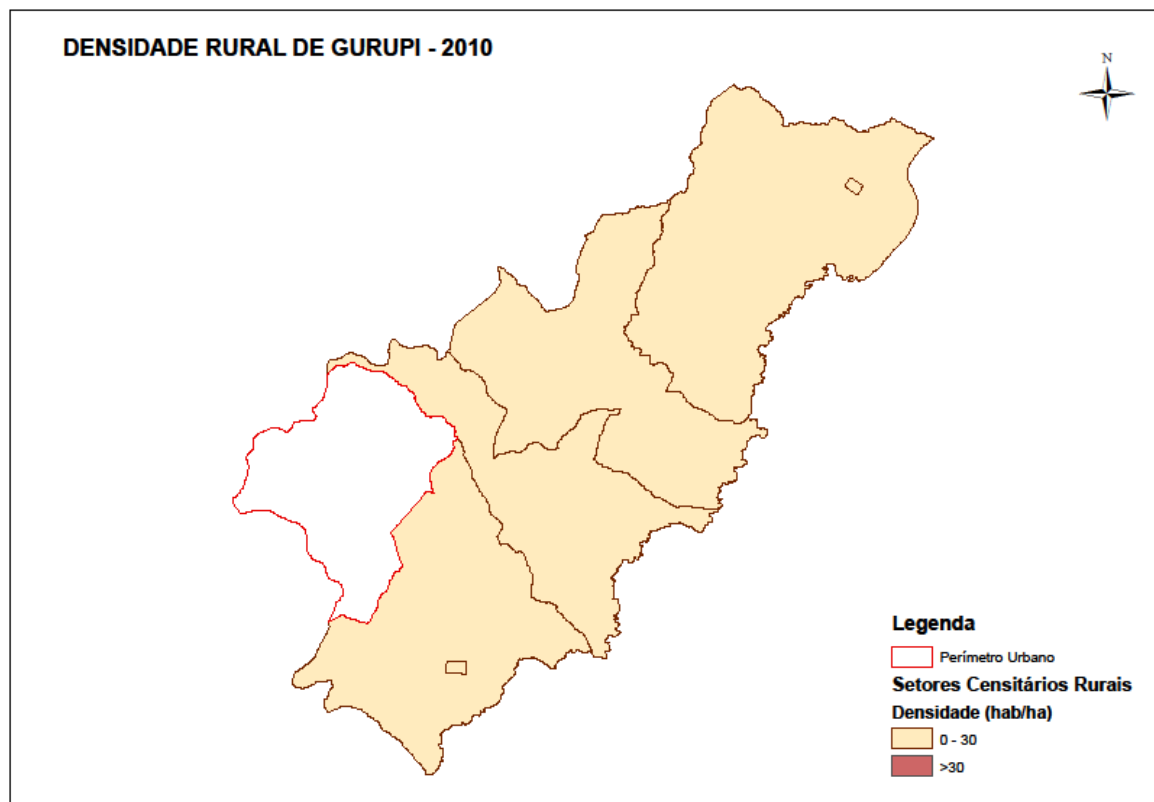 DENSIDADE RURAL DE GURUPI - 2010
N
Legenda
Perímetro Urbano
Setores Censitários Rurais
Densidade (hab/ha)
0 - 30
>30